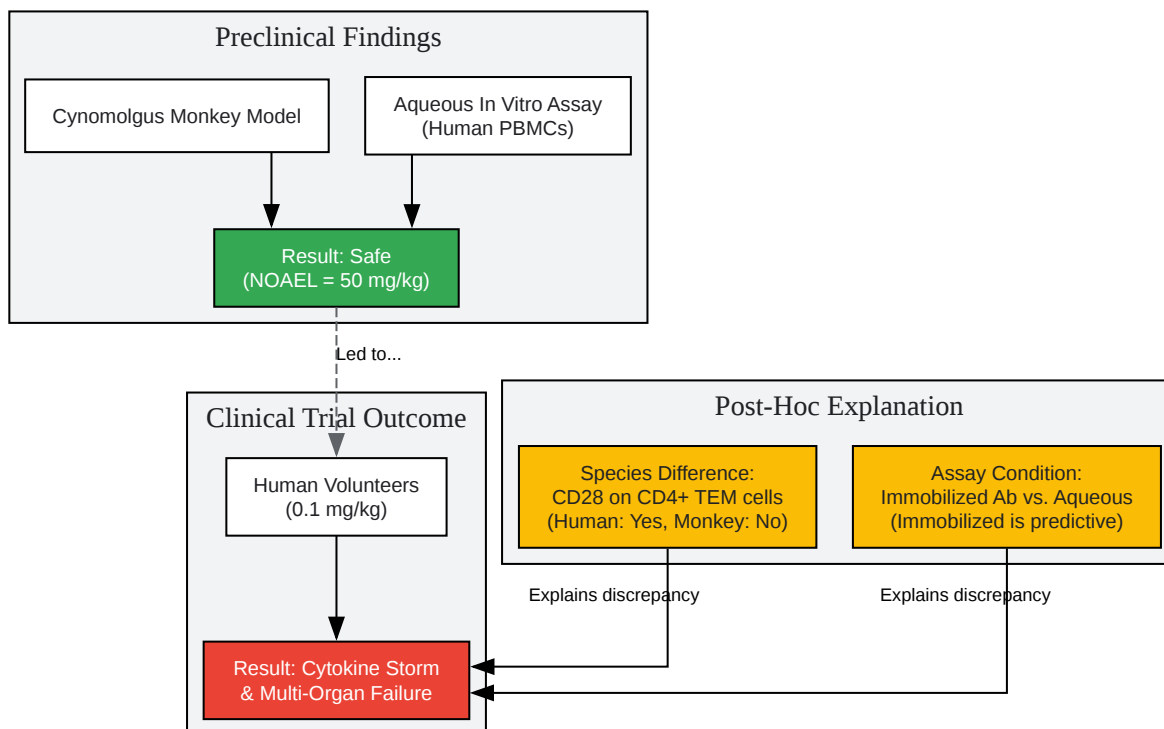 Preclinical Findings
Cynomolgus Monkey Model
Aqueous In Vitro Assay
(Human PBMCs)
Result: Safe
(NOAEL = 50 mg/kg)
Led to...
Clinical Trial Outcome
Human Volunteers
(0.1 mg/kg)
Result: Cytokine Storm
& Multi-Organ Failure
Post-Hoc Explanation
Species Difference:
CD28 on CD4+ TEM cells
(Human: Yes, Monkey: No)
Assay Condition:
Immobilized Ab vs. Aqueous
(Immobilized is predictive)
Explains discrepancy
Explains discrepancy